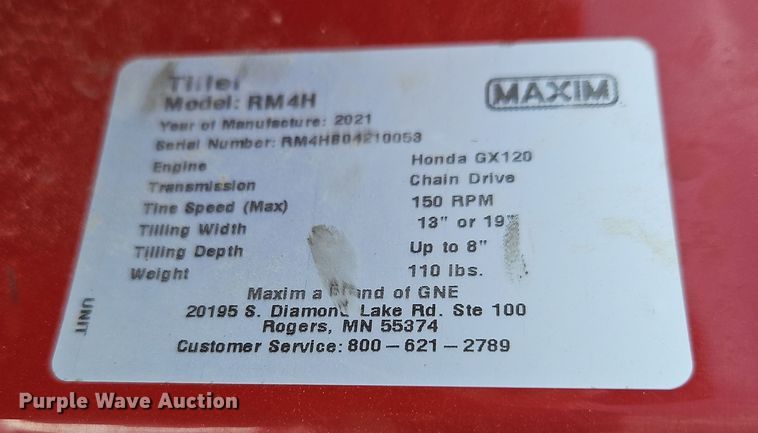 Tiller
MAXIM
Model: RM4H
Year of Manufacture: 2021
Serial Number: RM4HB04210053
Engine Honda GX120
Transmission Chain Drive
Tine Speed (Max) 150 RPM
Tilling Width 13" or 19"
Tilling Depth Up to 8"
Weight 110 lbs.
Maxim a Brand of GNE
20195 S. Diamond Lake Rd. Ste 100
Rogers, MN 55374
Customer Service: 800-621-2789
UNIT
Purple Wave Auction